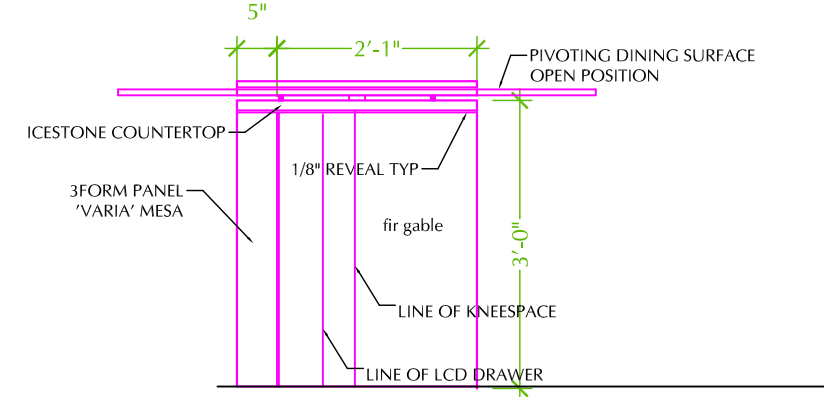 5"
2'-1"
PIVOTING DINING SURFACE
OPEN POSITION
ICESTONE COUNTERTOP
1/8" REVEAL TYP
3FORM PANEL
'VARIA' MESA
fir gable
3'-0"
LINE OF KNEESPACE
LINE OF LCD DRAWER